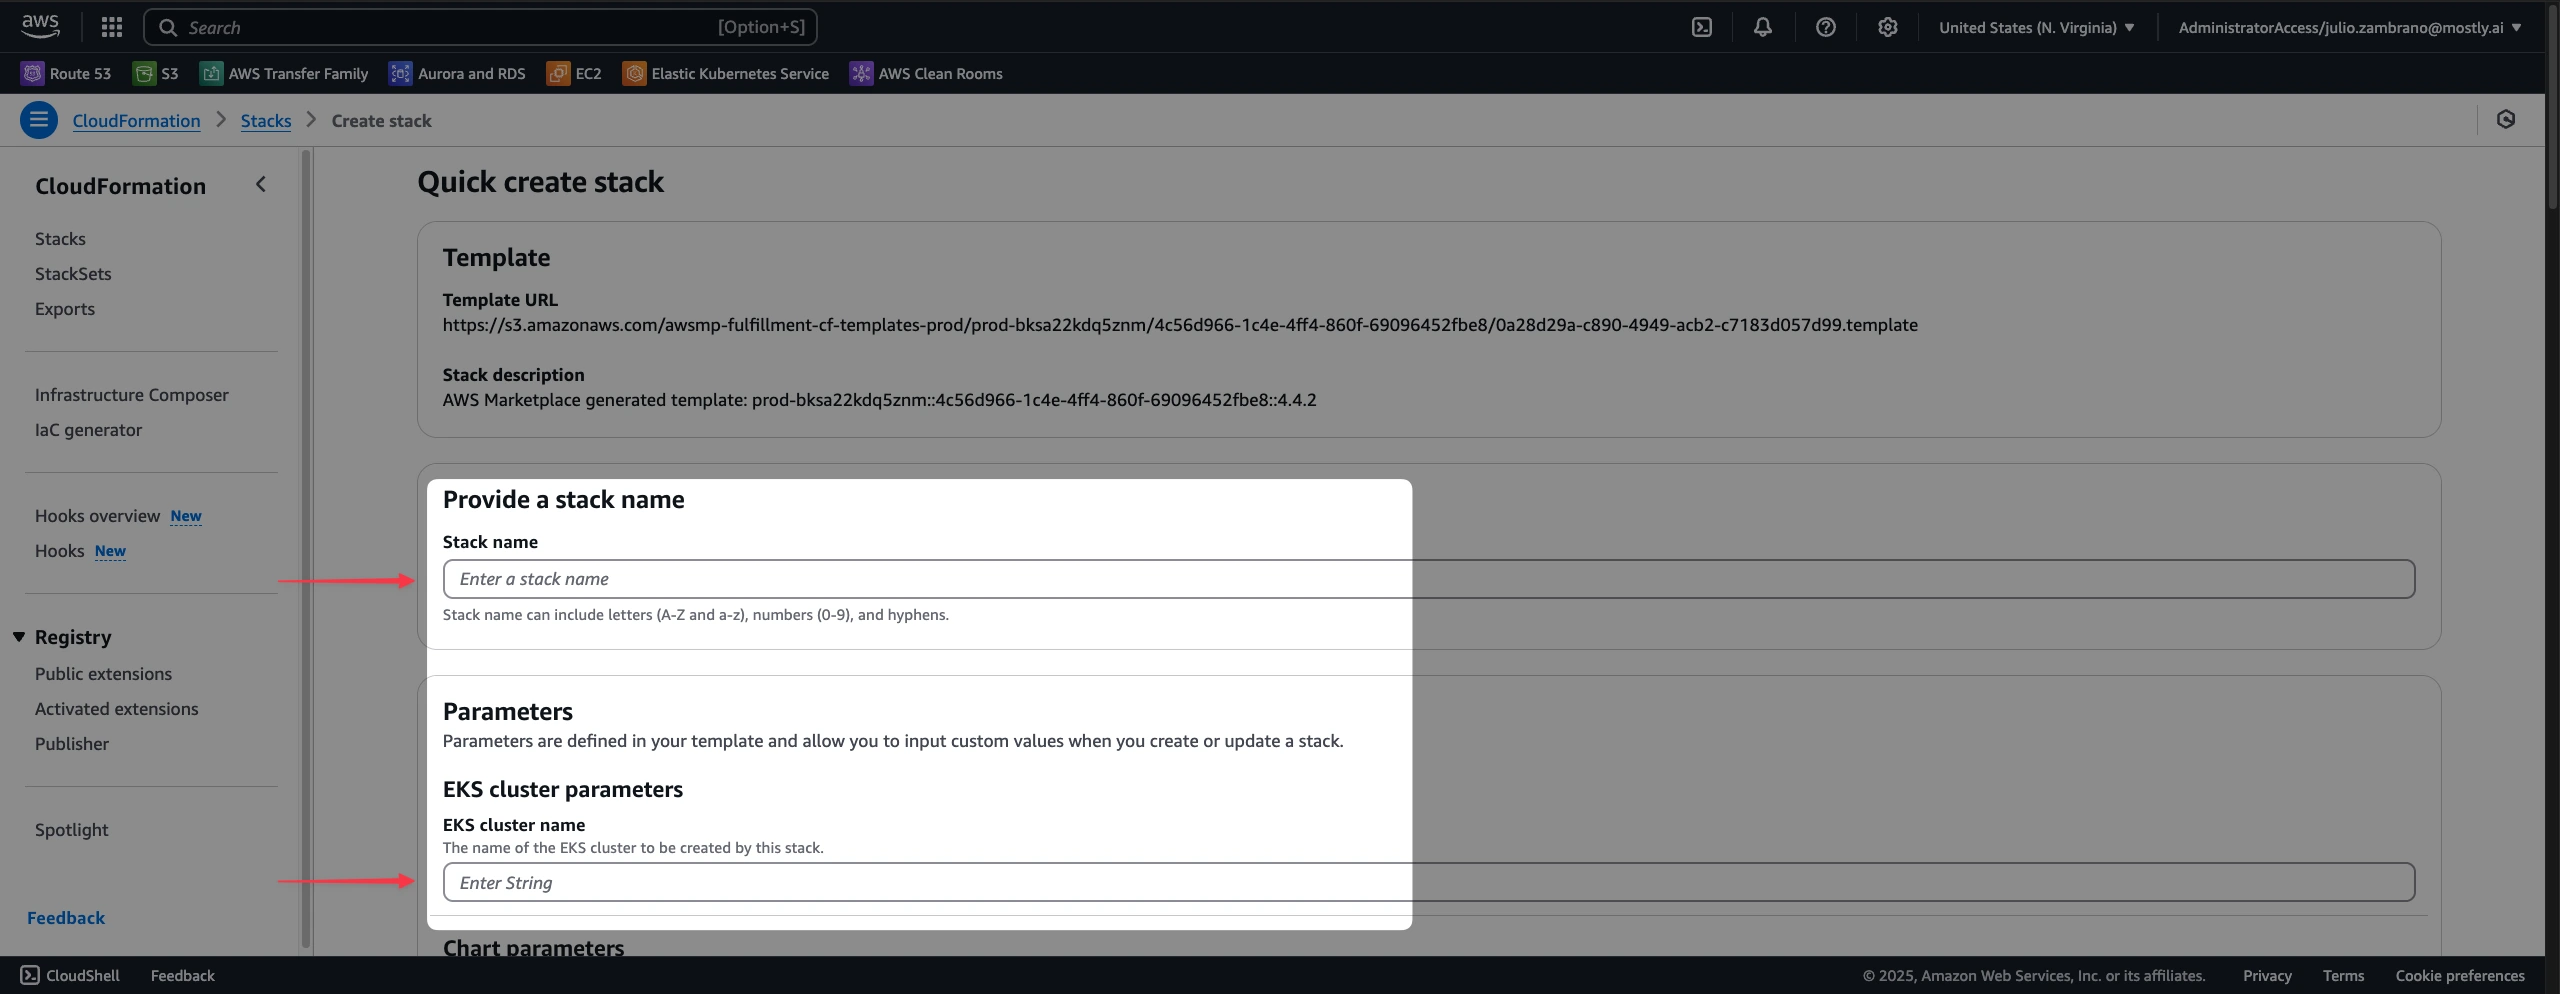 aws
Search
[Option+S]
United States (N. Virginia)
AdministratorAccess/julio.zambrano@mostly.ai
Route 53
S3
AWS Transfer Family
Aurora and RDS
EC2
Elastic Kubernetes Service
AWS Clean Rooms
CloudFormation
Stacks
Create stack
CloudFormation
Stacks
StackSets
Exports
Infrastructure Composer
IaC generator
Hooks overview New
Hooks New
Registry
Public extensions
Activated extensions
Publisher
Spotlight
Feedback
Quick create stack
Template
Template URL
https://s3.amazonaws.com/awsmp-fulfillment-cf-templates-prod/prod-bksa22kdq5znm/4c56d966-1c4e-4ff4-860f-69096452fbe8/0a28d29a-c890-4949-acb2-c7183d057d99.template
Stack description
AWS Marketplace generated template: prod-bksa22kdq5znm::4c56d966-1c4e-4ff4-860f-69096452fbe8::4.4.2
Provide a stack name
Stack name
Enter a stack name
Stack name can include letters (A-Z and a-z), numbers (0-9), and hyphens.
Parameters
Parameters are defined in your template and allow you to input custom values when you create or update a stack.
EKS cluster parameters
EKS cluster name
The name of the EKS cluster to be created by this stack.
Enter String
Chart parameters
CloudShell
Feedback
© 2025, Amazon Web Services, Inc. or its affiliates.
Privacy
Terms
Cookie preferences